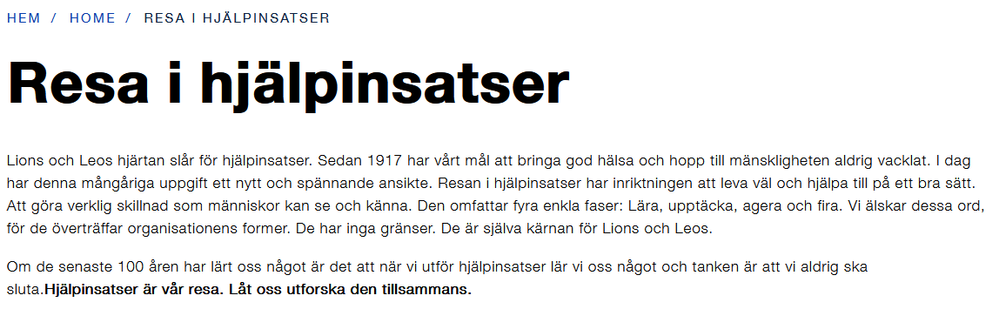 HEM / HOME / RESA I HJÄLPINSATSER
Resa i hjälpinsatser
Lions och Leos hjärtan slår för hjälpinsatser. Sedan 1917 har vårt mål att bringa god hälsa och hopp till mänskligheten aldrig vacklat. I dag
har denna mångåriga uppgift ett nytt och spännande ansikte. Resan i hjälpinsatser har inriktningen att leva väl och hjälpa till på ett bra sätt.
Att göra verklig skillnad som människor kan se och känna. Den omfattar fyra enkla faser: Lära, upptäcka, agera och fira. Vi älskar dessa ord,
för de överträffar organisationens former. De har inga gränser. De är själva kärnan för Lions och Leos.
Om de senaste 100 åren har lärt oss något är det att när vi utför hjälpinsatser lär vi oss något och tanken är att vi aldrig ska
sluta.Hjälpinsatser är vår resa. Låt oss utforska den tillsammans.